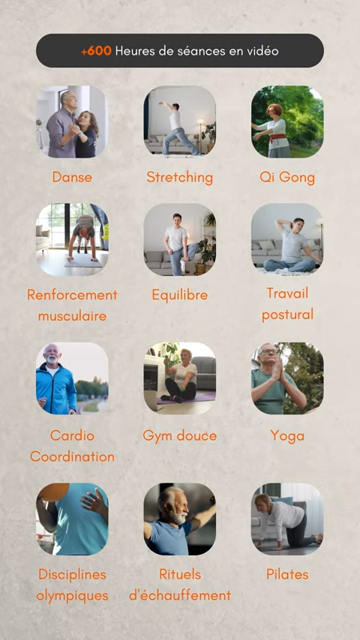 +600 Heures de séances en vidéo
Danse
Stretching
Qi Gong
Renforcement
musculaire
Equilibre
Travail
postural
Cardio
Coordination
Gym douce
Yoga
Disciplines
olympiques
Rituels
d'échauffement
Pilates